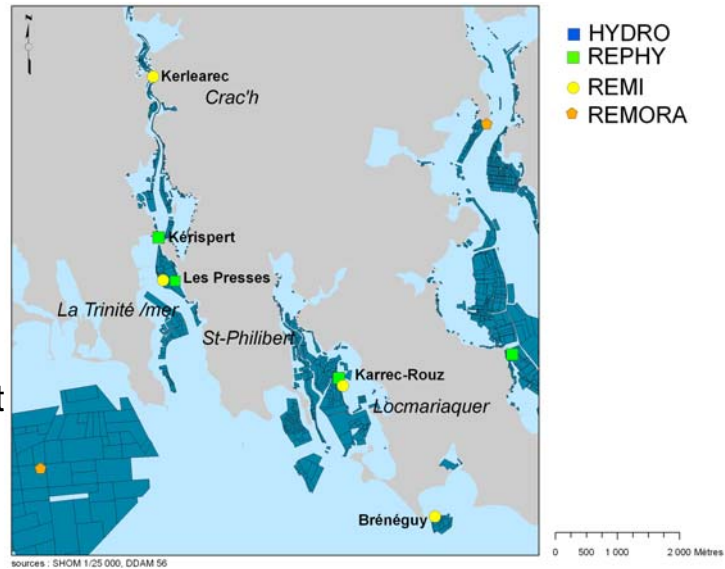 HYDRO
REPHY
REMI
REMORA
Kerlearec
Crac'h
Kérispert
Les Presses
La Trinité /mer
St-Philibert
Karrec-Rouz
Locmariaquer
t
Brénéguy
0 500 1 000 2 000 Mètres
sources : SHOM 1/25 000, DDAM 56